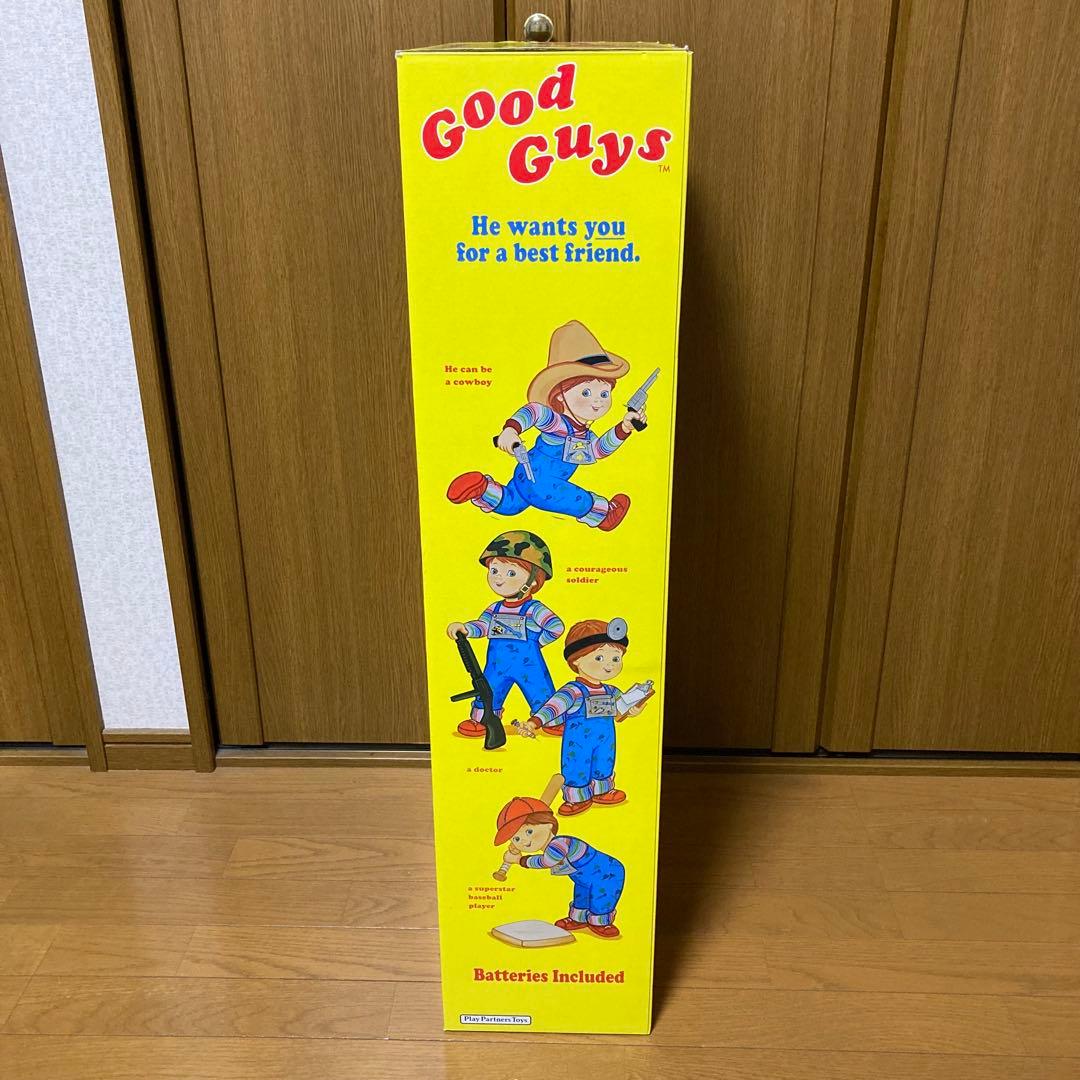 Good
Guys
TM
He wants you
for a best friend.
He can be
a cowboy
a courageous
soldier
a doctor
a superstar
baseball
player
Batteries Included
Play Partners Toys